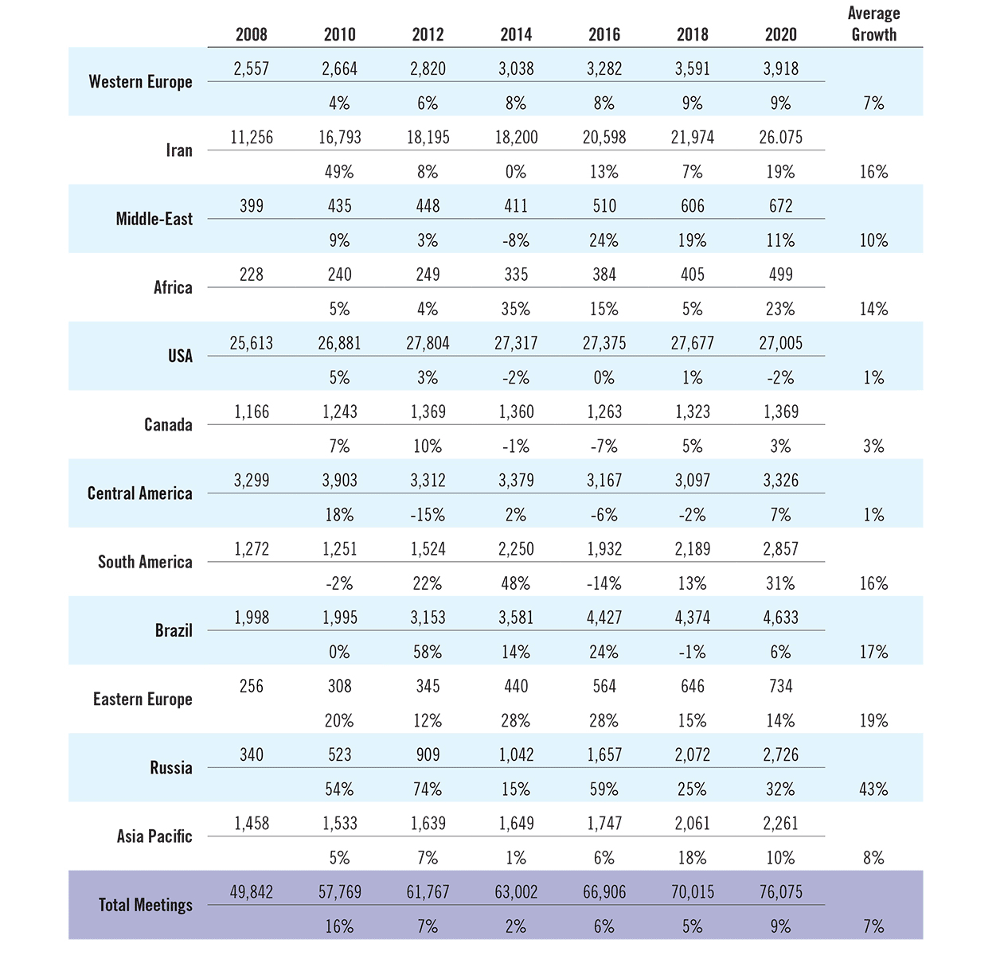 Average
2008 2010 2012 2014 2016 2018 2020 Growth
Western Europe 2,557 2,664 2,820 3,038 3,282 3,591 3,918
4% 6% 8% 8% 9% 9% 7%
Iran 11,256 16,793 18,195 18,200 20,598 21,974 26.075
49% 8% 0% 13% 7% 19% 16%
Middle-East 399 435 448 411 510 606 672
9% 3% -8% 24% 19% 11% 10%
Africa 228 240 249 335 384 405 499
5% 4% 35% 15% 5% 23% 14%
USA 25,613 26,881 27,804 27,317 27,375 27,677 27,005
5% 3% -2% 0% 1% -2% 1%
Canada 1,166 1,243 1,369 1,360 1,263 1,323 1,369
7% 10% -1% -7% 5% 3% 3%
Central America 3,299 3,903 3,312 3,379 3,167 3,097 3,326
18% -15% 2% -6% -2% 7% 1%
South America 1,272 1,251 1,524 2,250 1,932 2,189 2,857
-2% 22% 48% -14% 13% 31% 16%
Brazil 1,998 1,995 3,153 3,581 4,427 4,374 4,633
0% 58% 14% 24% -1% 6% 17%
Eastern Europe 256 308 345 440 564 646 734
20% 12% 28% 28% 15% 14% 19%
Russia 340 523 909 1,042 1,657 2,072 2,726
54% 74% 15% 59% 25% 32% 43%
Asia Pacific 1,458 1,533 1,639 1,649 1,747 2,061 2,261
5% 7% 1% 6% 18% 10% 8%
Total Meetings 49,842 57,769 61,767 63,002 66,906 70,015 76,075
16% 7% 2% 6% 5% 9% 7%